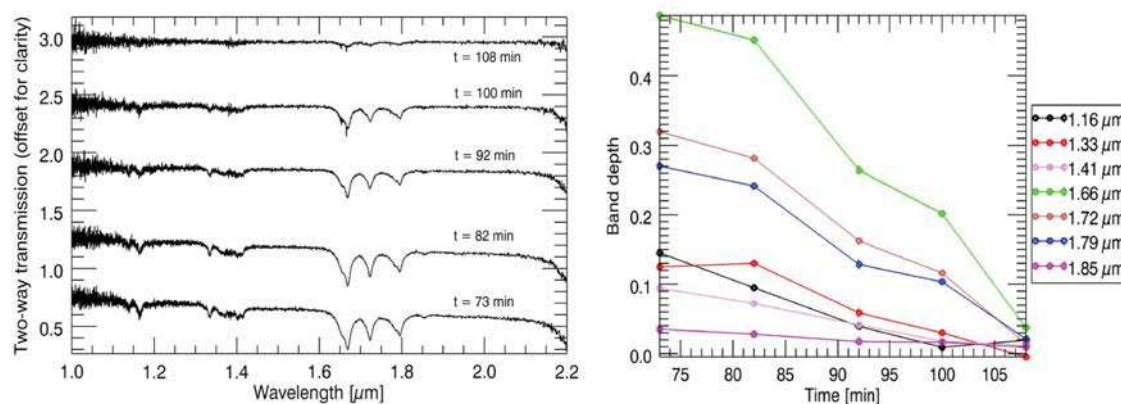 Two-way transmission (offset for clarity)
3.0
2.5
2.0
1.5
1.0
0.5
t = 108 min
t = 100 min
t = 92 min
t = 82 min
t = 73 min
1.0 1.2 1.4 1.6 1.8 2.0 2.2
Wavelength [μm]
Band depth
0.4
0.3
0.2
0.1
0.0
75 80 85 90 95 100 105
Time [min]
1.16 μm
1.33 μm
1.41 μm
1.66 μm
1.72 μm
1.79 μm
1.85 μm